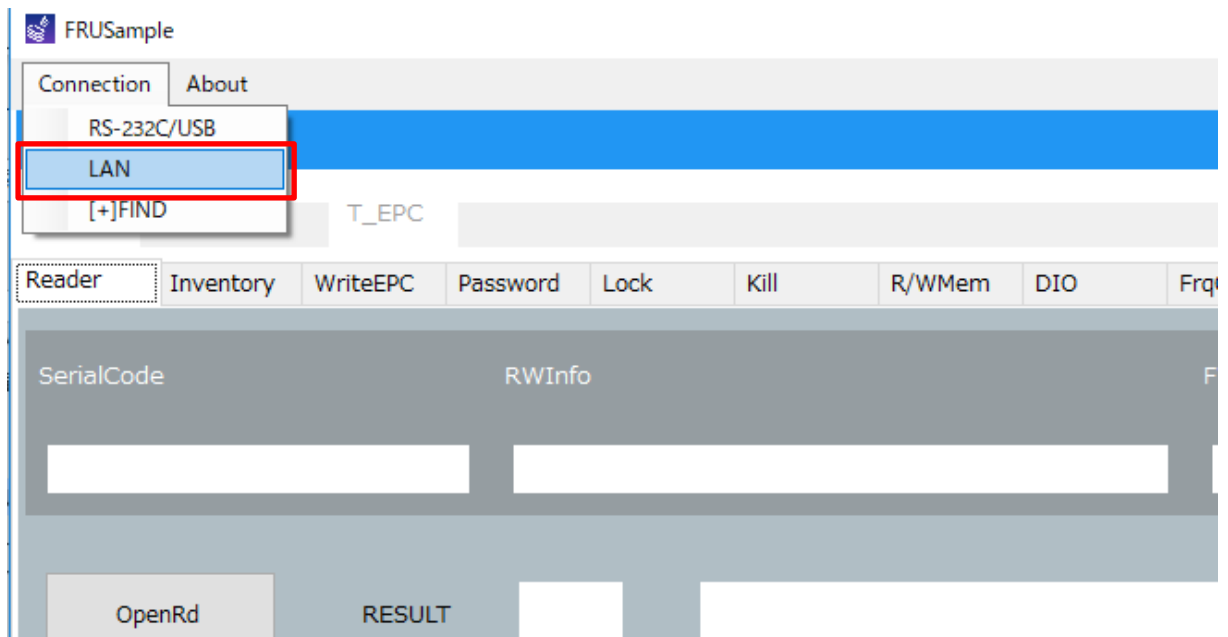 FRUSample
Connection About
RS-232C/USB
LAN
[+]FIND
T_EPC
Reader Inventory WriteEPC Password Lock Kill R/WMem DIO Frq
SerialCode RWInfo F
OpenRd RESULT